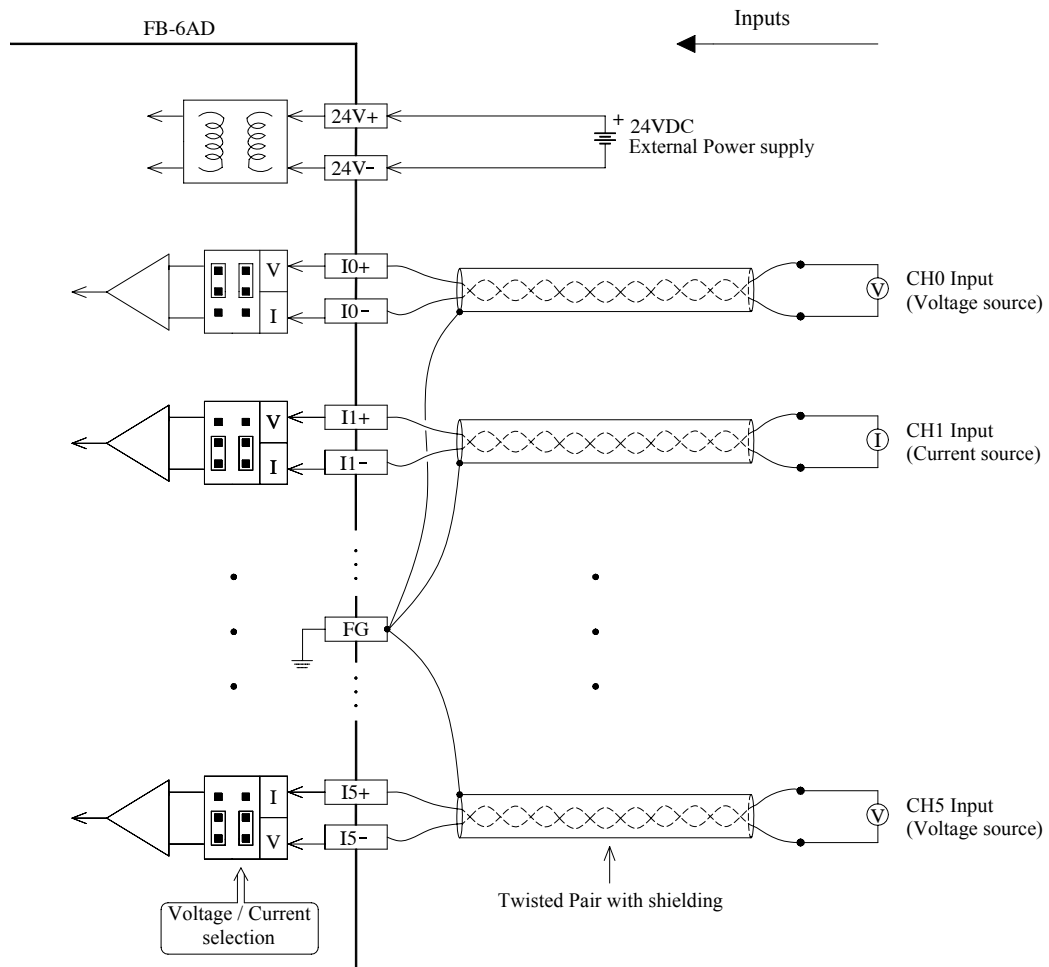 FB-6AD
Inputs
24V+
+ 24VDC
External Power supply
24V−
V
I0+
I
I0−
V
CH0 Input
(Voltage source)
V
I1+
I
I1−
I
CH1 Input
(Current source)
FG
I
I5+
V
I5−
V
CH5 Input
(Voltage source)
Twisted Pair with shielding
Voltage / Current
selection